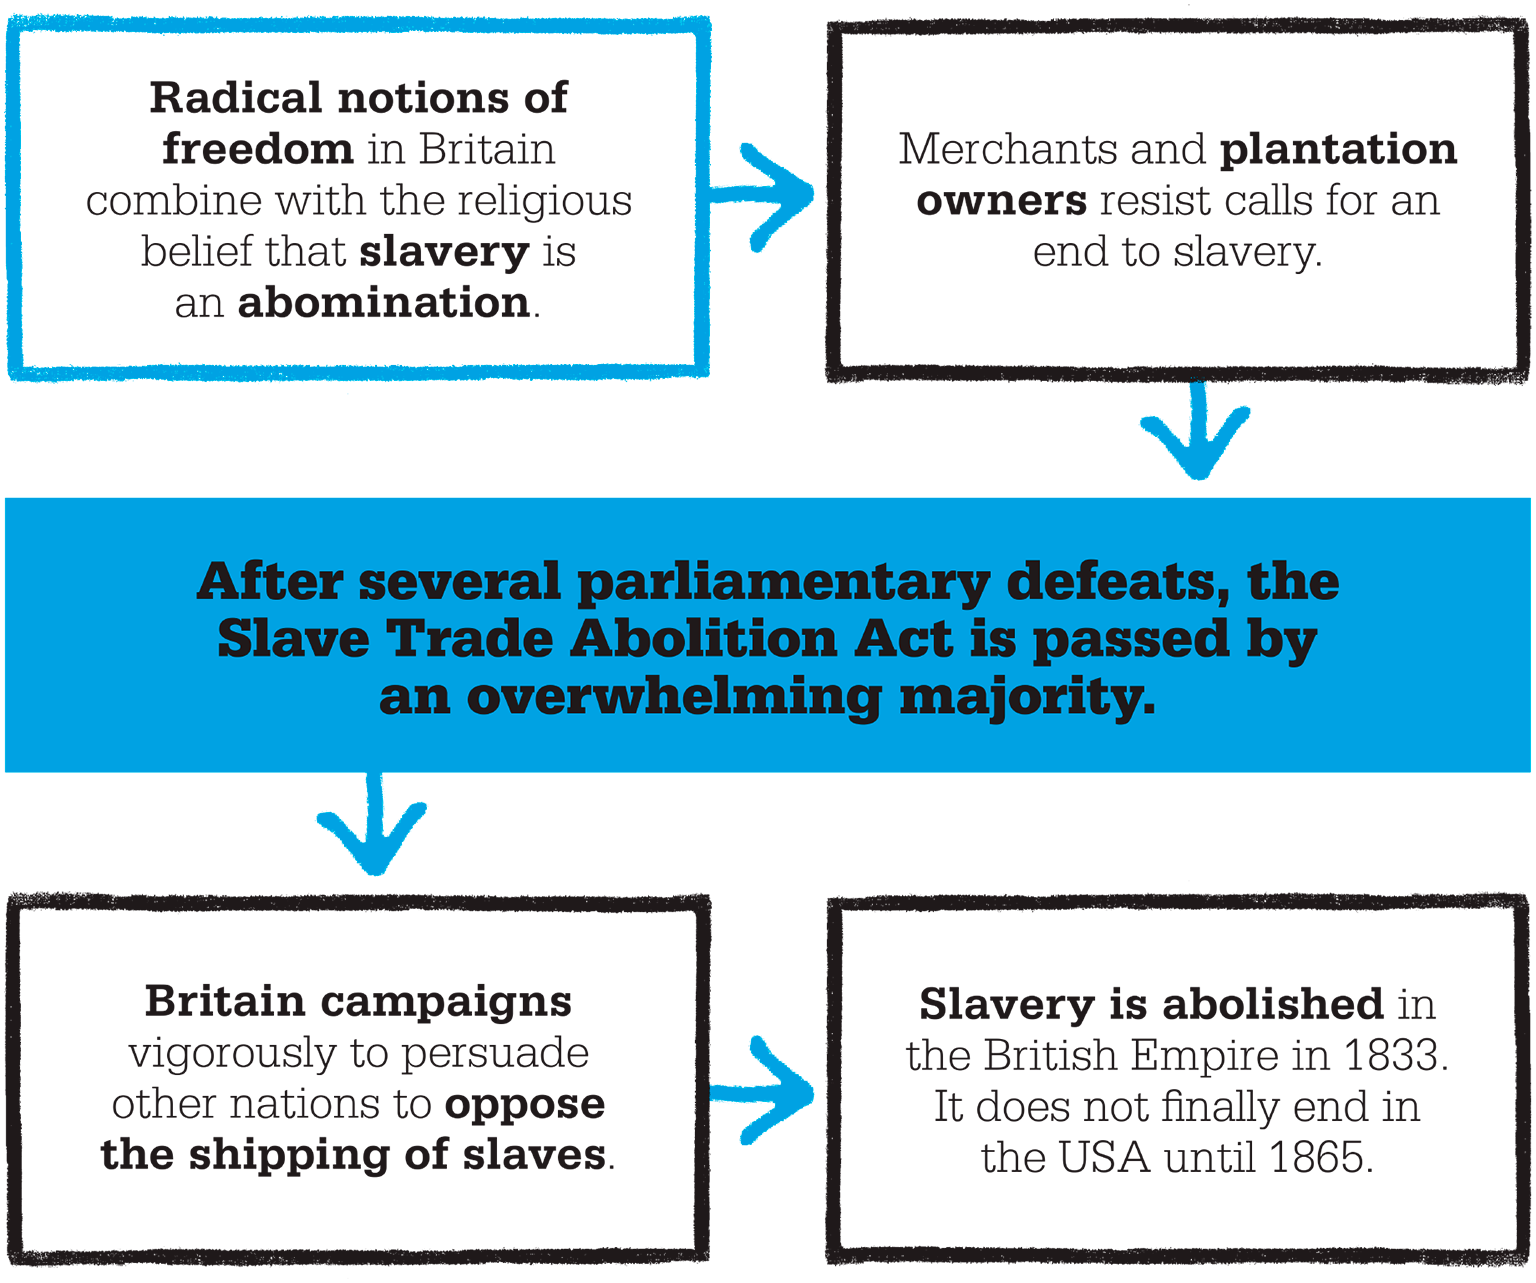 Radical notions of
freedom in Britain
combine with the religious
belief that slavery is
an abomination.
Merchants and plantation
owners resist calls for an
end to slavery.
After several parliamentary defeats, the
Slave Trade Abolition Act is passed by
an overwhelming majority.
Britain campaigns
vigorously to persuade
other nations to oppose
the shipping of slaves.
Slavery is abolished in
the British Empire in 1833.
It does not finally end in
the USA until 1865.